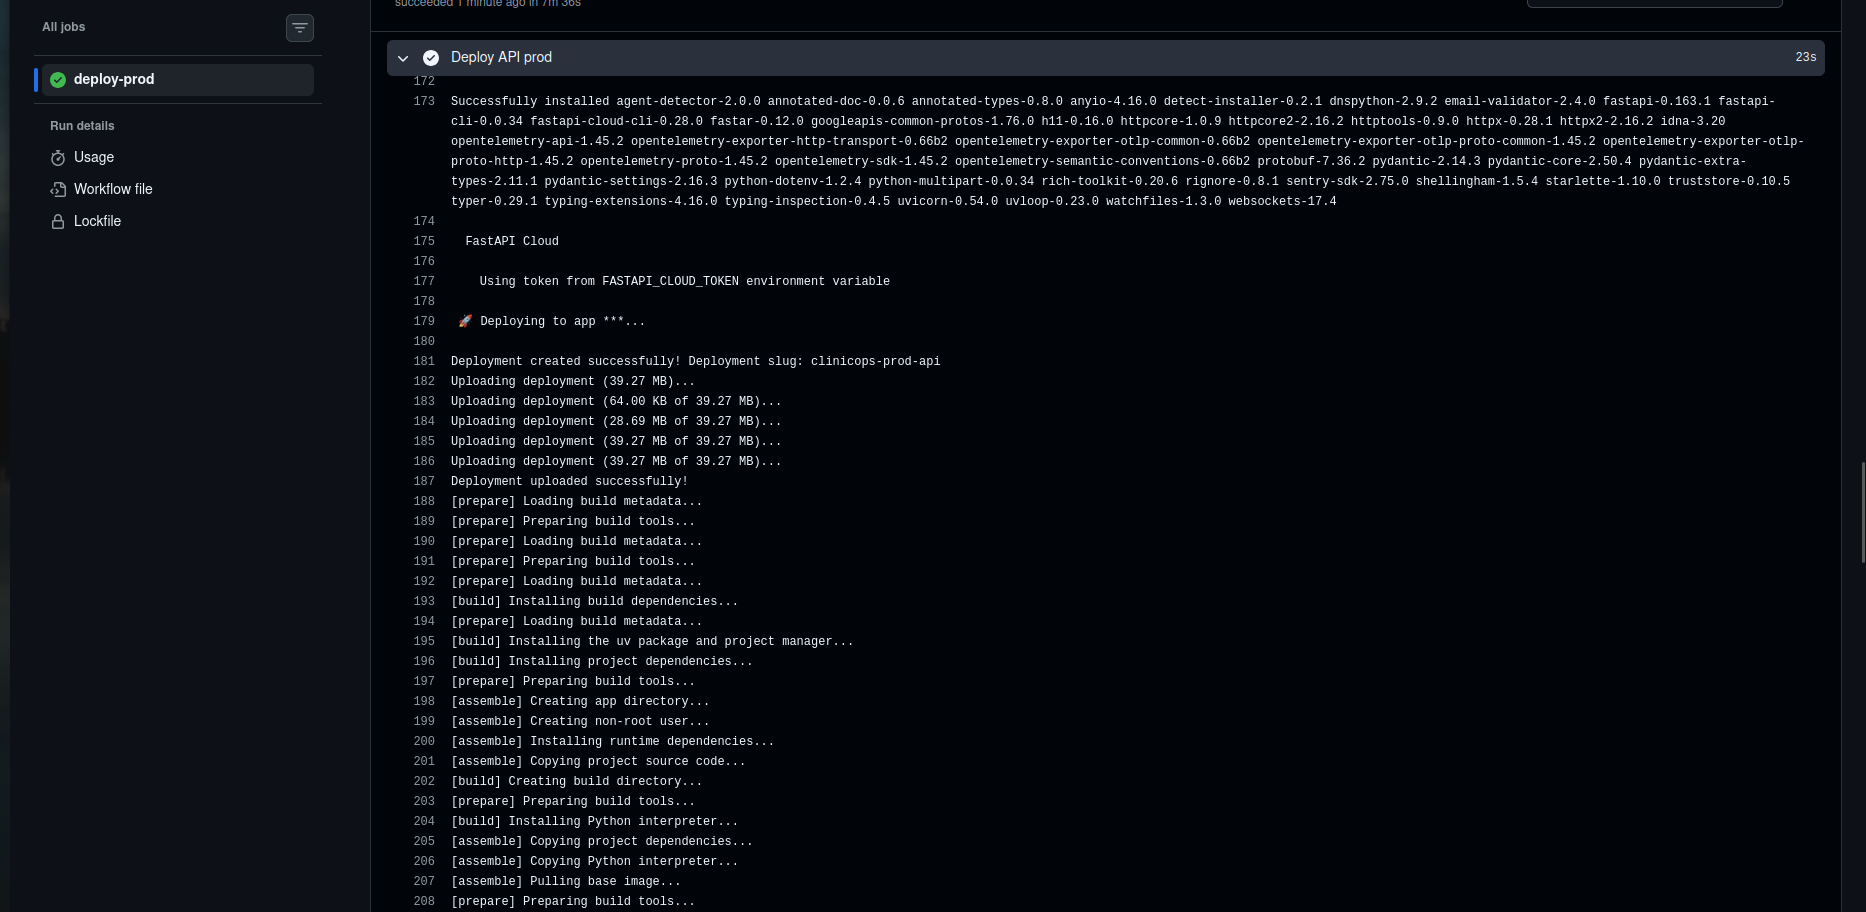 succeeded 1 minute ago in 7m 36s
All jobs
deploy-prod
Run details
Usage
Workflow file
Lockfile
Deploy API prod 23s
172
173 Successfully installed agent-detector-2.0.0 annotated-doc-0.0.6 annotated-types-0.8.0 anyio-4.16.0 detect-installer-0.2.1 dnspython-2.9.2 email-validator-2.4.0 fastapi-0.163.1 fastapi-
cli-0.0.34 fastapi-cloud-cli-0.28.0 fastar-0.12.0 googleapis-common-protos-1.76.0 h11-0.16.0 httpcore-1.0.9 httpcore2-2.16.2 httptools-0.9.0 httpx-0.28.1 httpx2-2.16.2 idna-3.20
opentelemetry-api-1.45.2 opentelemetry-exporter-http-transport-0.66b2 opentelemetry-exporter-otlp-common-0.66b2 opentelemetry-exporter-otlp-proto-common-1.45.2 opentelemetry-exporter-otlp-
proto-http-1.45.2 opentelemetry-proto-1.45.2 opentelemetry-sdk-1.45.2 opentelemetry-semantic-conventions-0.66b2 protobuf-7.36.2 pydantic-2.14.3 pydantic-core-2.50.4 pydantic-extra-
types-2.11.1 pydantic-settings-2.16.3 python-dotenv-1.2.4 python-multipart-0.0.34 rich-toolkit-0.20.6 rignore-0.8.1 sentry-sdk-2.75.0 shellingham-1.5.4 starlette-1.10.0 truststore-0.10.5
typer-0.29.1 typing-extensions-4.16.0 typing-inspection-0.4.5 uvicorn-0.54.0 uvloop-0.23.0 watchfiles-1.3.0 websockets-17.4
174
175 FastAPI Cloud
176
177 Using token from FASTAPI_CLOUD_TOKEN environment variable
178
179 🚀 Deploying to app ***...
180
181 Deployment created successfully! Deployment slug: clinicops-prod-api
182 Uploading deployment (39.27 MB)...
183 Uploading deployment (64.00 KB of 39.27 MB)...
184 Uploading deployment (28.69 MB of 39.27 MB)...
185 Uploading deployment (39.27 MB of 39.27 MB)...
186 Uploading deployment (39.27 MB of 39.27 MB)...
187 Deployment uploaded successfully!
188 [prepare] Loading build metadata...
189 [prepare] Preparing build tools...
190 [prepare] Loading build metadata...
191 [prepare] Preparing build tools...
192 [prepare] Loading build metadata...
193 [build] Installing build dependencies...
194 [prepare] Loading build metadata...
195 [build] Installing the uv package and project manager...
196 [build] Installing project dependencies...
197 [prepare] Preparing build tools...
198 [assemble] Creating app directory...
199 [assemble] Creating non-root user...
200 [assemble] Installing runtime dependencies...
201 [assemble] Copying project source code...
202 [build] Creating build directory...
203 [prepare] Preparing build tools...
204 [build] Installing Python interpreter...
205 [assemble] Copying project dependencies...
206 [assemble] Copying Python interpreter...
207 [assemble] Pulling base image...
208 [prepare] Preparing build tools...